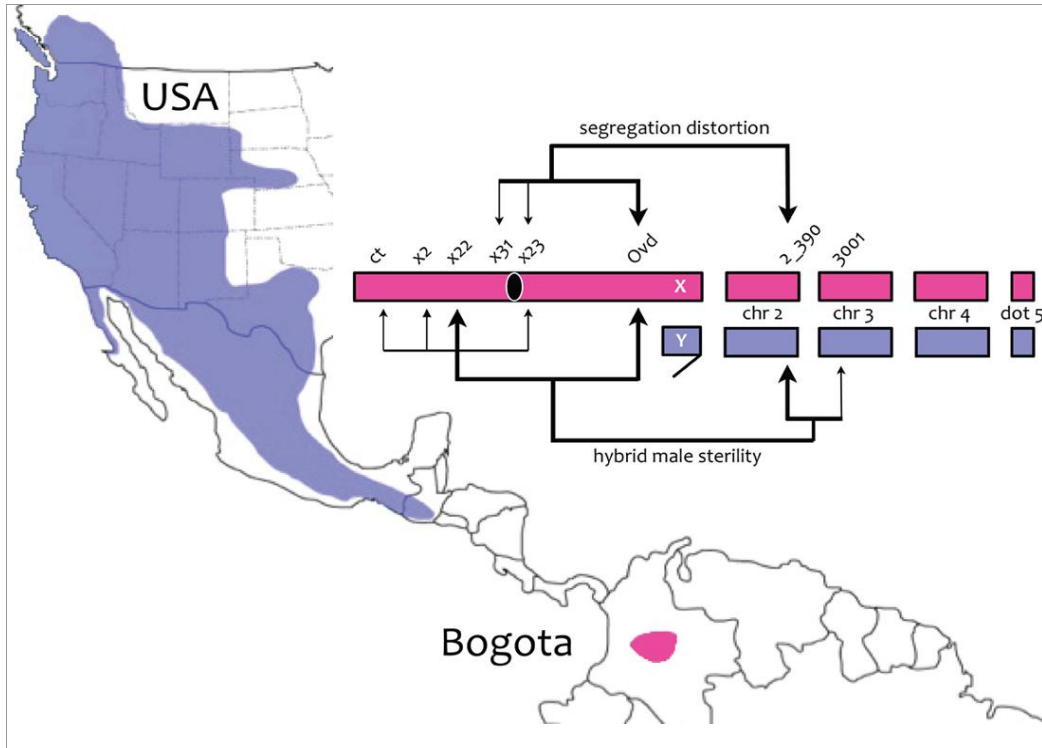 USA
segregation distortion
ct x2 x22 x31 x23 Ovd 2_390 3001
X
chr 2 chr 3 chr 4 dot 5
Y
hybrid male sterility
Bogota